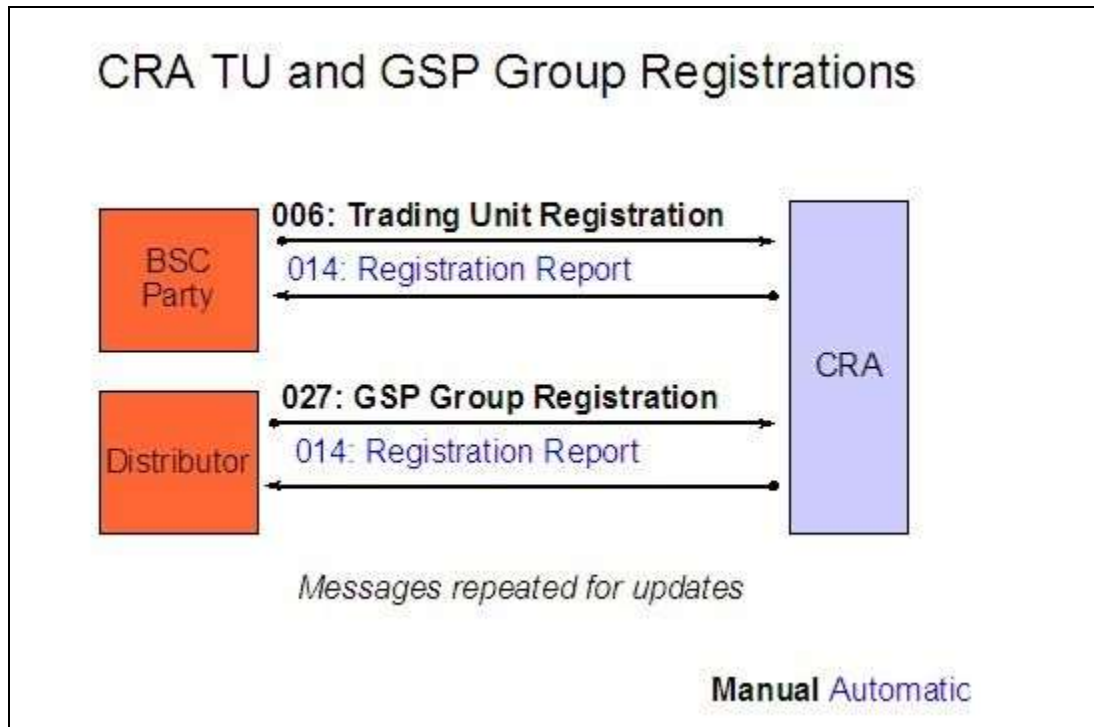 CRA TU and GSP Group Registrations
006: Trading Unit Registration
BSC
Party
014: Registration Report
CRA
027: GSP Group Registration
Distributor
014: Registration Report
Messages repeated for updates
Manual Automatic